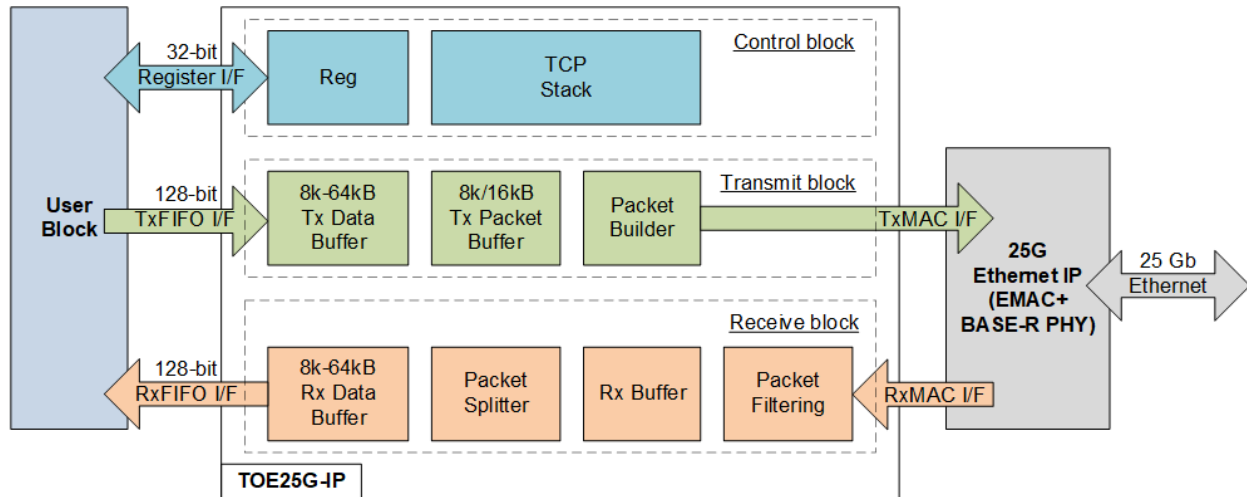 Control block
32-bit
Register I/F
Reg
TCP
Stack
Transmit block
128-bit
TxFIFO I/F
8k-64kB
Tx Data
Buffer
8k/16kB
Tx Packet
Buffer
Packet
Builder
TxMAC I/F
User
Block
25G
Ethernet IP
(EMAC+
BASE-R PHY)
25 Gb
Ethernet
Receive block
128-bit
RxFIFO I/F
8k-64kB
Rx Data
Buffer
Packet
Splitter
Rx Buffer
Packet
Filtering
RxMAC I/F
TOE25G-IP